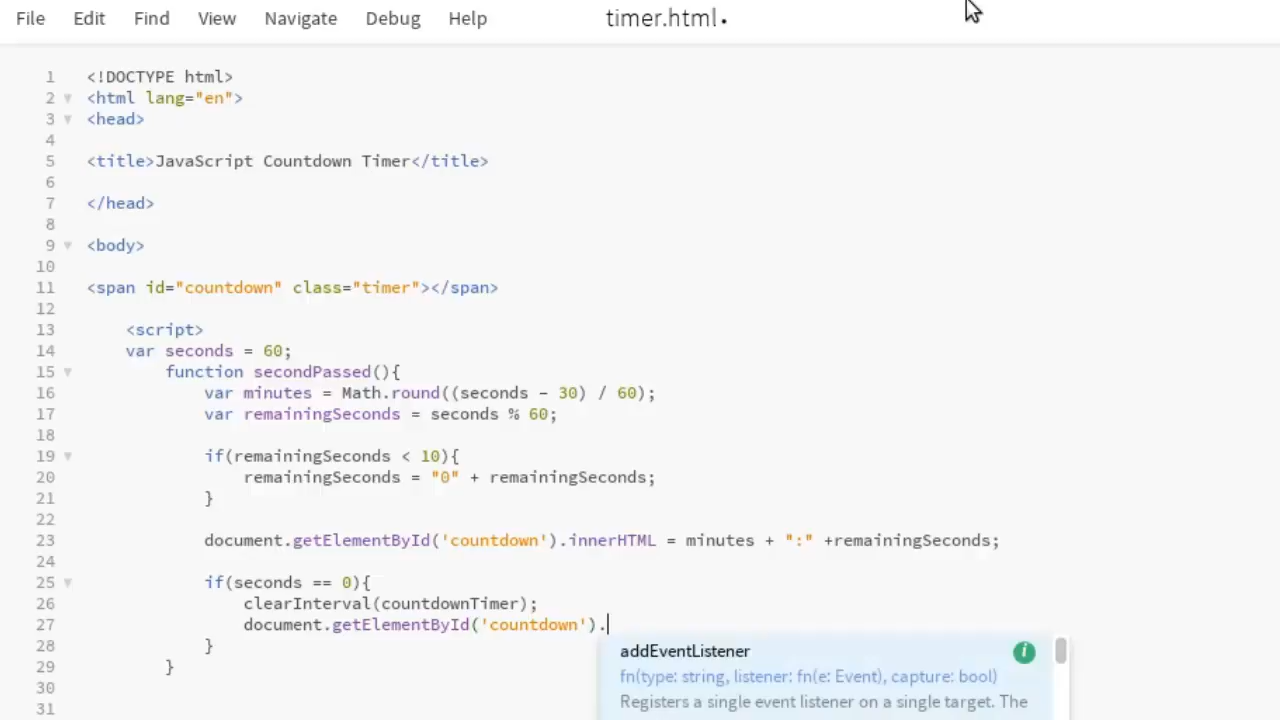 File Edit Find View Navigate Debug Help timer.html •
1 <!DOCTYPE html>
2 <html lang="en">
3 <head>
4
5 <title>JavaScript Countdown Timer</title>
6
7 </head>
8
9 <body>
10
11 <span id="countdown" class="timer"></span>
12
13 <script>
14 var seconds = 60;
15 function secondPassed(){
16 var minutes = Math.round((seconds - 30) / 60);
17 var remainingSeconds = seconds % 60;
18
19 if(remainingSeconds < 10){
20 remainingSeconds = "0" + remainingSeconds;
21 }
22
23 document.getElementById('countdown').innerHTML = minutes + ":" +remainingSeconds;
24
25 if(seconds == 0){
26 clearInterval(countdownTimer);
27 document.getElementById('countdown').
28 }
addEventListener
fn(type: string, listener: fn(e: Event), capture: bool)
29 }
30
Registers a single event listener on a single target. The
31